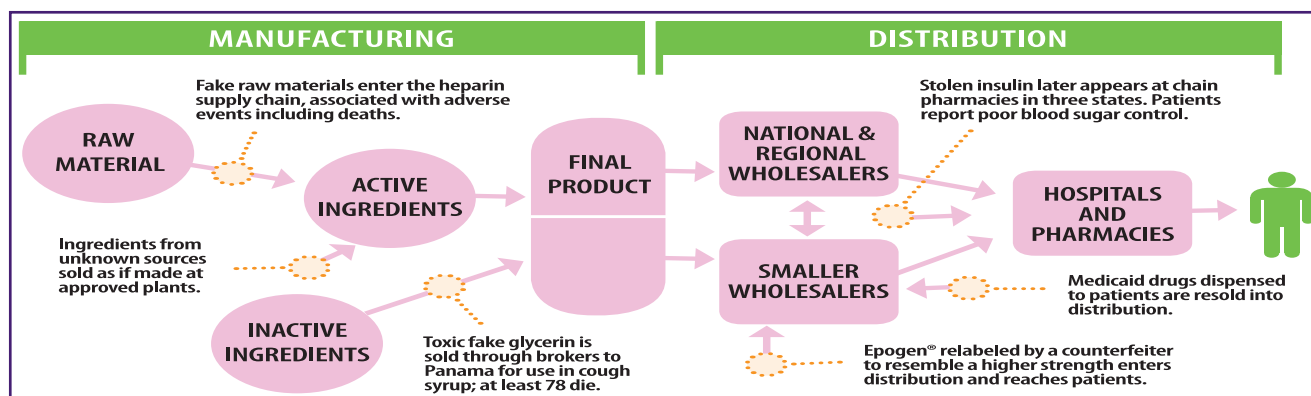 MANUFACTURING
DISTRIBUTION
Fake raw materials enter the heparin
supply chain, associated with adverse
events including deaths.
Stolen insulin later appears at chain
pharmacies in three states. Patients
report poor blood sugar control.
RAW
MATERIAL
ACTIVE
INGREDIENTS
FINAL
PRODUCT
NATIONAL &
REGIONAL
WHOLESALERS
HOSPITALS
AND
PHARMACIES
Ingredients from
unknown sources
sold as if made at
approved plants.
SMALLER
WHOLESALERS
Medicaid drugs dispensed
to patients are resold into
distribution.
INACTIVE
INGREDIENTS
Toxic fake glycerin is
sold through brokers to
Panama for use in cough
syrup; at least 78 die.
Epogen® relabeled by a counterfeiter
to resemble a higher strength enters
distribution and reaches patients.